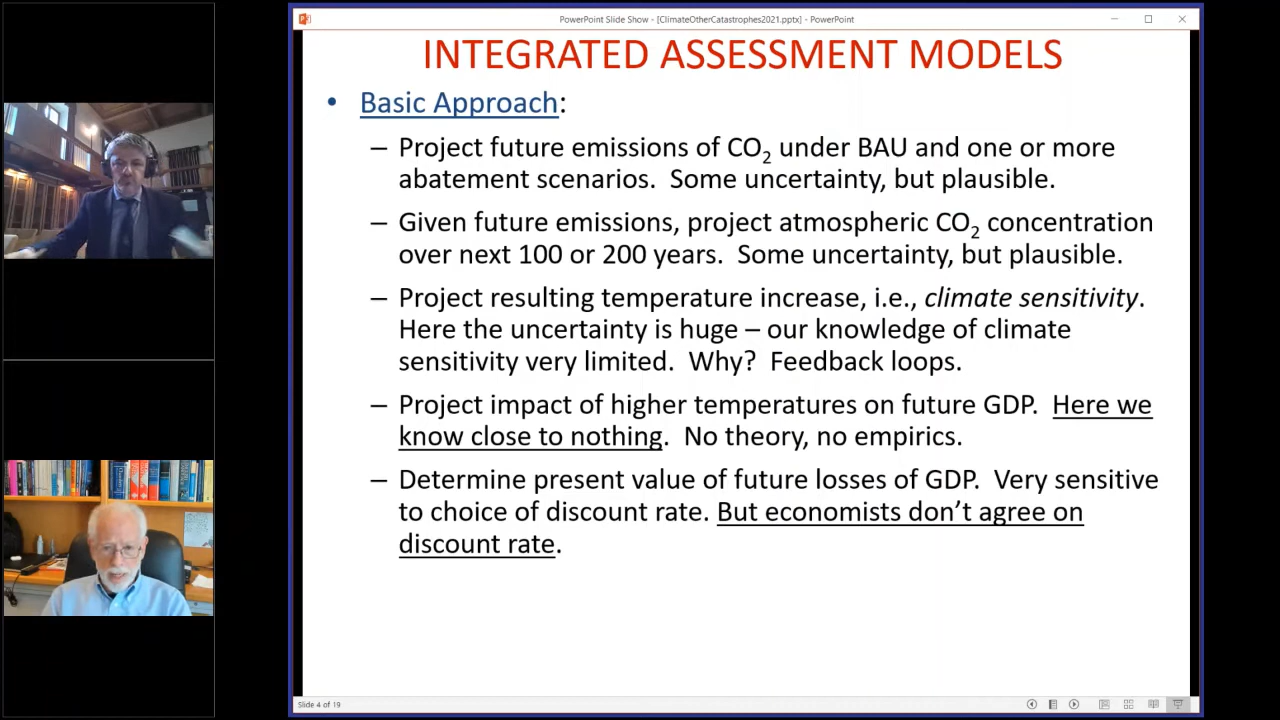 PowerPoint Slide Show - [ClimateOtherCatastrophes2021.pptx] - PowerPoint
INTEGRATED ASSESSMENT MODELS
• Basic Approach:
– Project future emissions of CO₂ under BAU and one or more
abatement scenarios. Some uncertainty, but plausible.
– Given future emissions, project atmospheric CO₂ concentration
over next 100 or 200 years. Some uncertainty, but plausible.
– Project resulting temperature increase, i.e., climate sensitivity.
Here the uncertainty is huge – our knowledge of climate
sensitivity very limited. Why? Feedback loops.
– Project impact of higher temperatures on future GDP. Here we
know close to nothing. No theory, no empirics.
– Determine present value of future losses of GDP. Very sensitive
to choice of discount rate. But economists don't agree on
discount rate.
Slide 4 of 19